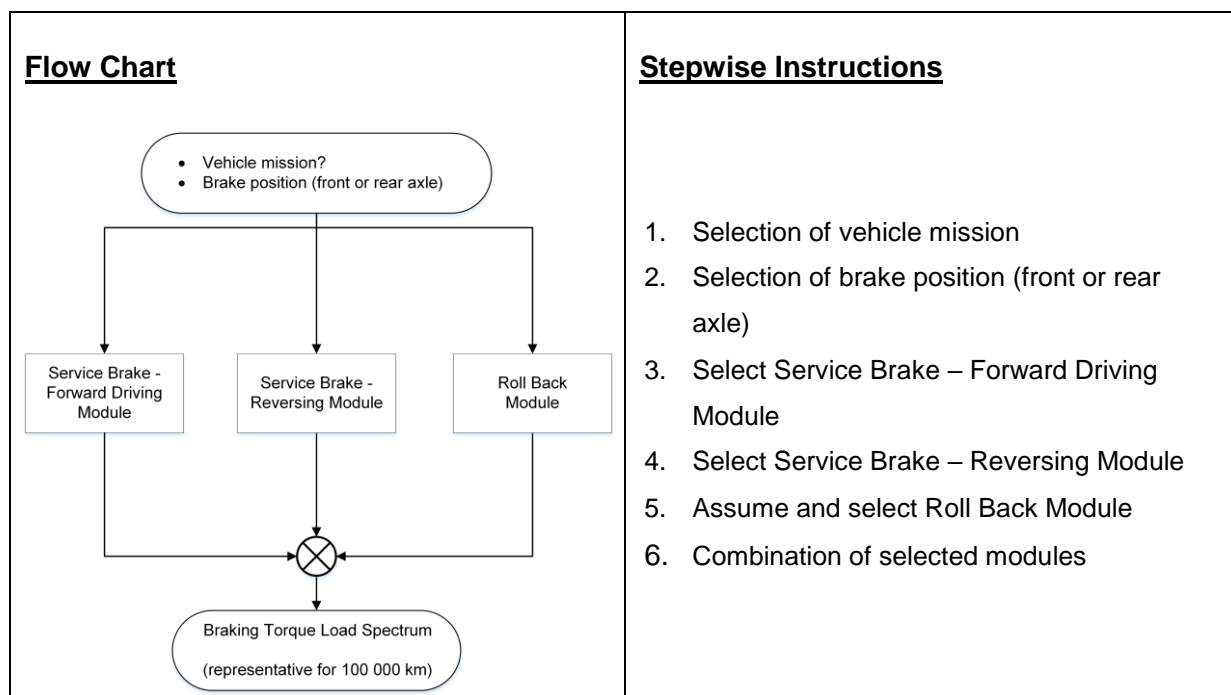 Flow Chart
• Vehicle mission?
• Brake position (front or rear axle)
Service Brake -
Forward Driving
Module
Service Brake -
Reversing Module
Roll Back
Module
Braking Torque Load Spectrum
(representative for 100 000 km)
Stepwise Instructions
1. Selection of vehicle mission
2. Selection of brake position (front or rear
axle)
3. Select Service Brake – Forward Driving
Module
4. Select Service Brake – Reversing Module
5. Assume and select Roll Back Module
6. Combination of selected modules